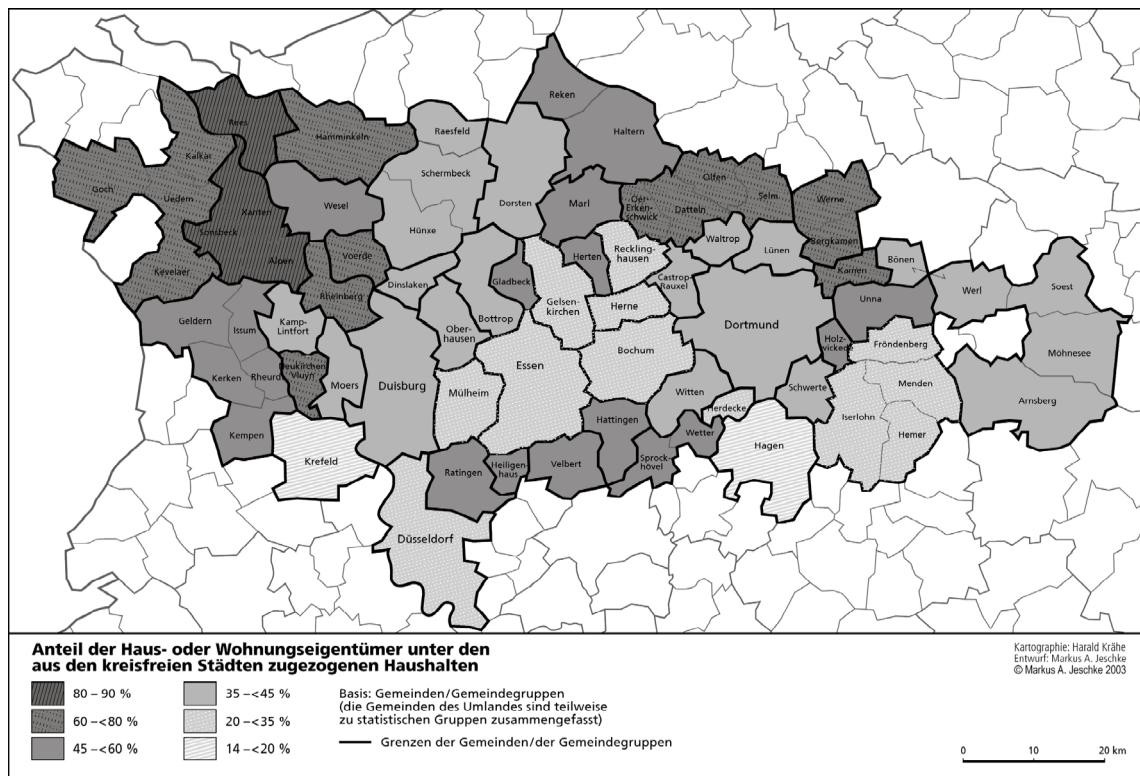 Reken
Rees
Raesfeld
Haltern
Hamminkeln
Kalkar
Schermbeck
Olfen
Goch
Selm
Uedem
Wesel
Dorsten
Marl
Oer-
Erken-
schwick
Datteln
Werne
Xanten
Sonsbeck
Hünxe
Reckling-
hausen
Waltrop
Lünen
Bergkamen
Alpen
Voerde
Herten
Bönen
Kevelaer
Kamen
Dinslaken
Gladbeck
Castrop-
Rauxel
Soest
Werl
Rheinberg
Gelsen-
kirchen
Herne
Unna
Geldern
Issum
Kamp-
Lintfort
Bottrop
Ober-
hausen
Dortmund
Holz-
wickede
Fröndenberg
Möhnesee
Kerken
Rheurdt
Neukirchen-
Vluyn
Moers
Duisburg
Essen
Bochum
Mülheim
Witten
Schwerte
Menden
Arnsberg
Herdecke
Iserlohn
Kempen
Hattingen
Wetter
Hemer
Krefeld
Hagen
Ratingen
Heiligen-
haus
Velbert
Sprock-
hövel
Düsseldorf
Anteil der Haus- oder Wohnungseigentümer unter den
aus den kreisfreien Städten zugezogenen Haushalten
80 – 90 %
60 –<80 %
45 –<60 %
35 –<45 %
20 –<35 %
14 –<20 %
Basis: Gemeinden/Gemeindegruppen
(die Gemeinden des Umlandes sind teilweise
zu statistischen Gruppen zusammengefasst)
Grenzen der Gemeinden/der Gemeindegruppen
Kartographie: Harald Krähe
Entwurf: Markus A. Jeschke
© Markus A. Jeschke 2003
0 10 20 km